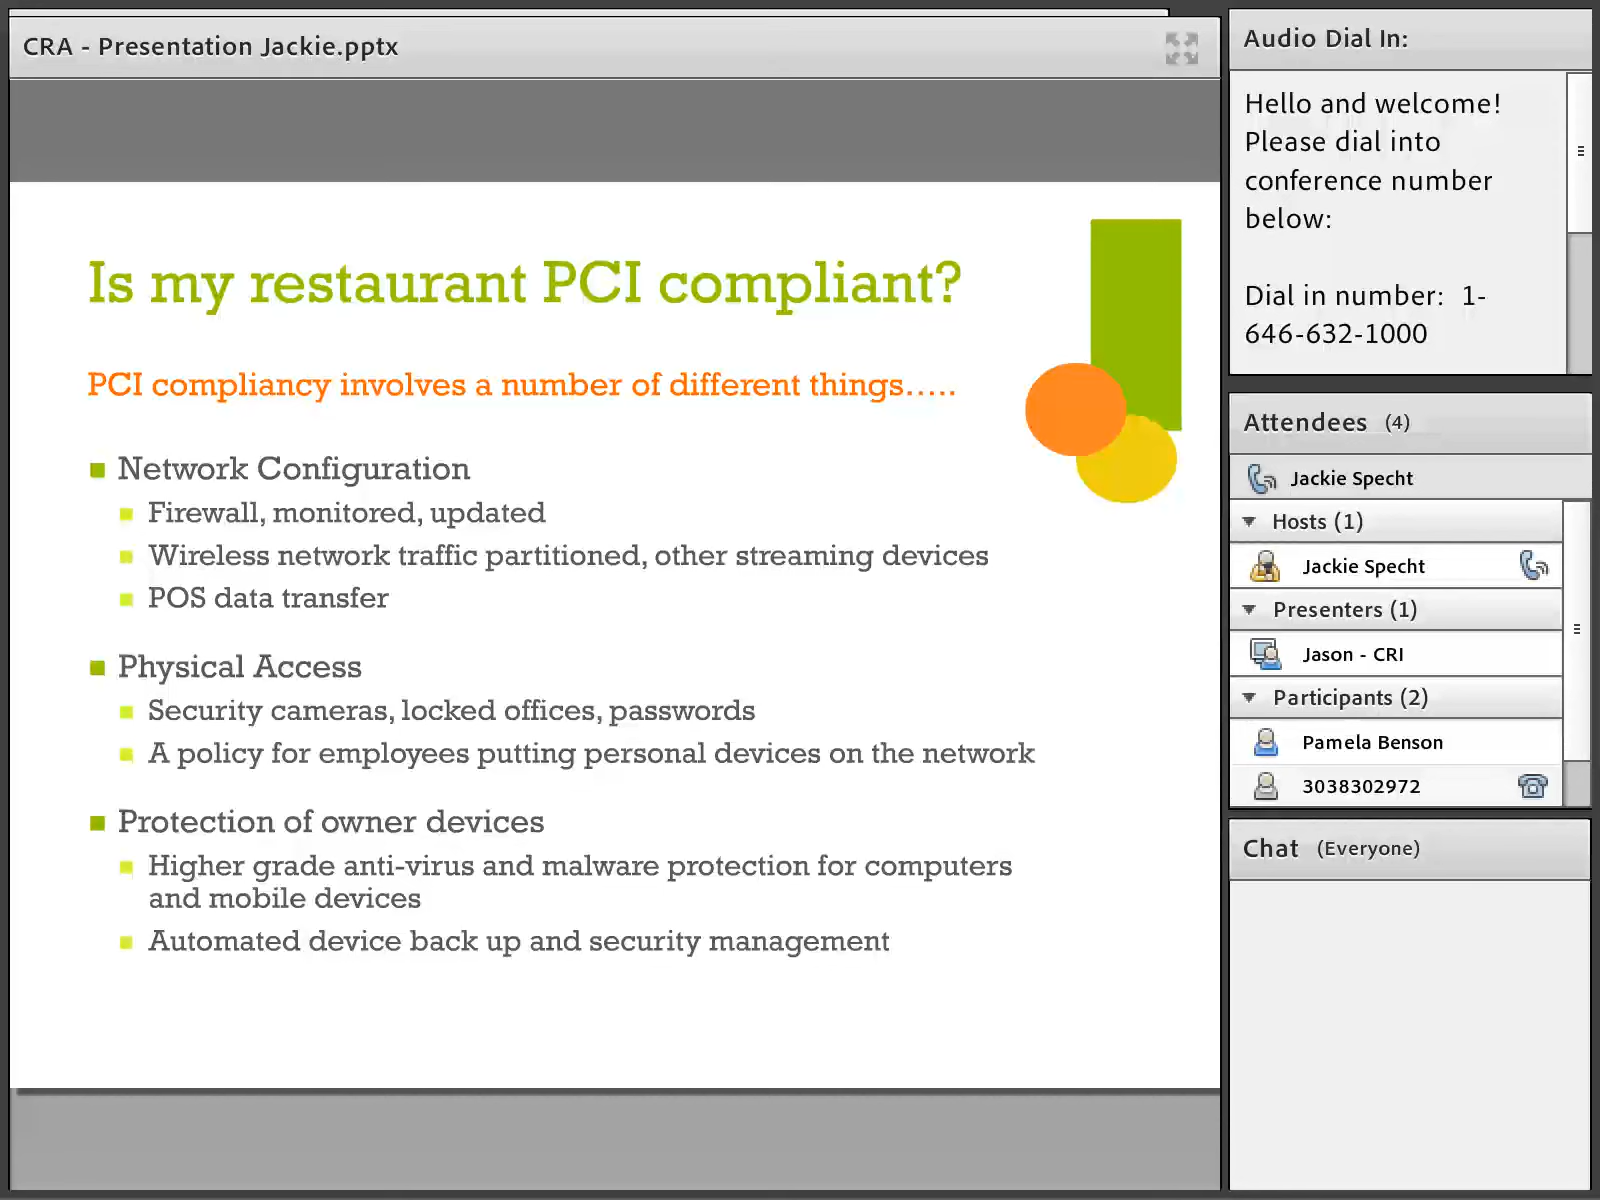 CRA - Presentation Jackie.pptx
Is my restaurant PCI compliant?
PCI compliancy involves a number of different things.....
Network Configuration
Firewall, monitored, updated
Wireless network traffic partitioned, other streaming devices
POS data transfer
Physical Access
Security cameras, locked offices, passwords
A policy for employees putting personal devices on the network
Protection of owner devices
Higher grade anti-virus and malware protection for computers
and mobile devices
Automated device back up and security management
Audio Dial In:
Hello and welcome!
Please dial into
conference number
below:
Dial in number: 1-
646-632-1000
Attendees (4)
Jackie Specht
Hosts (1)
Jackie Specht
Presenters (1)
Jason - CRI
Participants (2)
Pamela Benson
3038302972
Chat (Everyone)